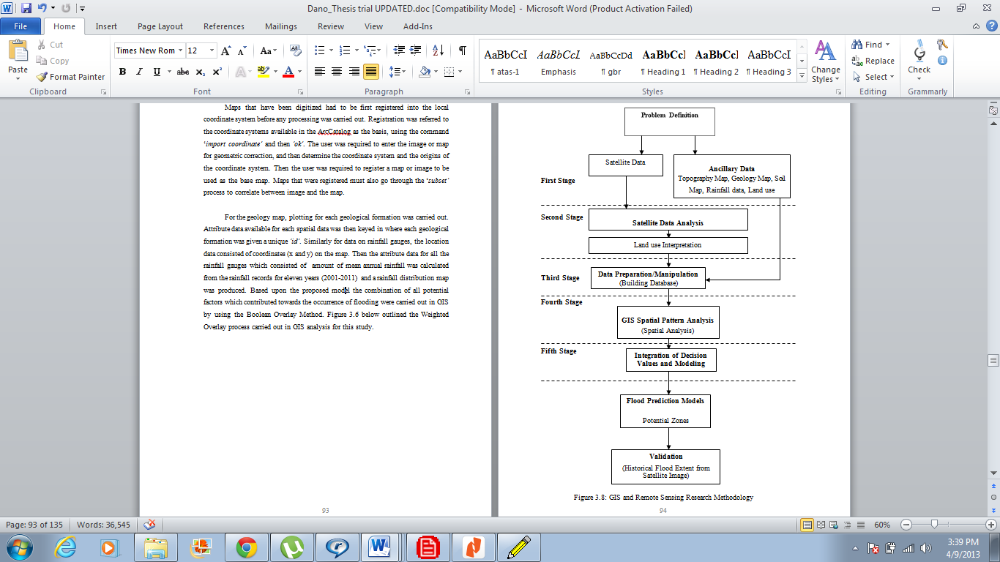 Dano_Thesis trial UPDATED.doc [Compatibility Mode] - Microsoft Word (Product Activation Failed)
File Home Insert Page Layout References Mailings Review View Add-Ins
Paste
Cut
Copy
Format Painter
Clipboard
Times New Rom 12
Font
Paragraph
AaBbCcI AaBbCcL AaBbCcDd AaBbCcl AaBbCcl AaBbCcI
¶ atas-1 Emphasis ¶ gbr ¶ Heading 1 ¶ Heading 2 ¶ Heading 3
Change
Styles
Styles
Find
Replace
Select
Editing
Check
Grammarly
Maps that have been digitized had to be first registered into the local
coordinate system before any processing was carried out. Registration was referred to
the coordinate systems available in the ArcCatalog as the basis, using the command
‘import coordinate’ and then ‘ok’. The user was required to enter the image or map
for geometric correction, and then determine the coordinate system and the origins of
the coordinate system. Then the user was required to register a map or image to be
used as the base map. Maps that were registered must also go through the ‘subset’
process to correlate between image and the map.
For the geology map, plotting for each geological formation was carried out.
Attribute data available for each spatial data was then keyed in where each geological
formation was given a unique ‘id’. Similarly for data on rainfall gauges, the location
data consisted of coordinates (x and y) on the map. Then the attribute data for all the
rainfall gauges which consisted of amount of mean annual rainfall was calculated
from the rainfall records for eleven years (2001-2011) and a rainfall distribution map
was produced. Based upon the proposed model the combination of all potential
factors which contributed towards the occurrence of flooding were carried out in GIS
by using the Boolean Overlay Method. Figure 3.6 below outlined the Weighted
Overlay process carried out in GIS analysis for this study.
93
Problem Definition
Satellite Data
Ancillary Data
Topography Map, Geology Map, Soil
Map, Rainfall data, Land use
First Stage
Second Stage
Satellite Data Analysis
Land use Interpretation
Third Stage
Data Preparation/Manipulation
(Building Database)
Fourth Stage
GIS Spatial Pattern Analysis
(Spatial Analysis)
Fifth Stage
Integration of Decision
Values and Modeling
Flood Prediction Models
Potential Zones
Validation
(Historical Flood Extent from
Satellite Image)
Figure 3.8: GIS and Remote Sensing Research Methodology
94
Page: 93 of 135 Words: 36,545 60%
3:39 PM
4/9/2013